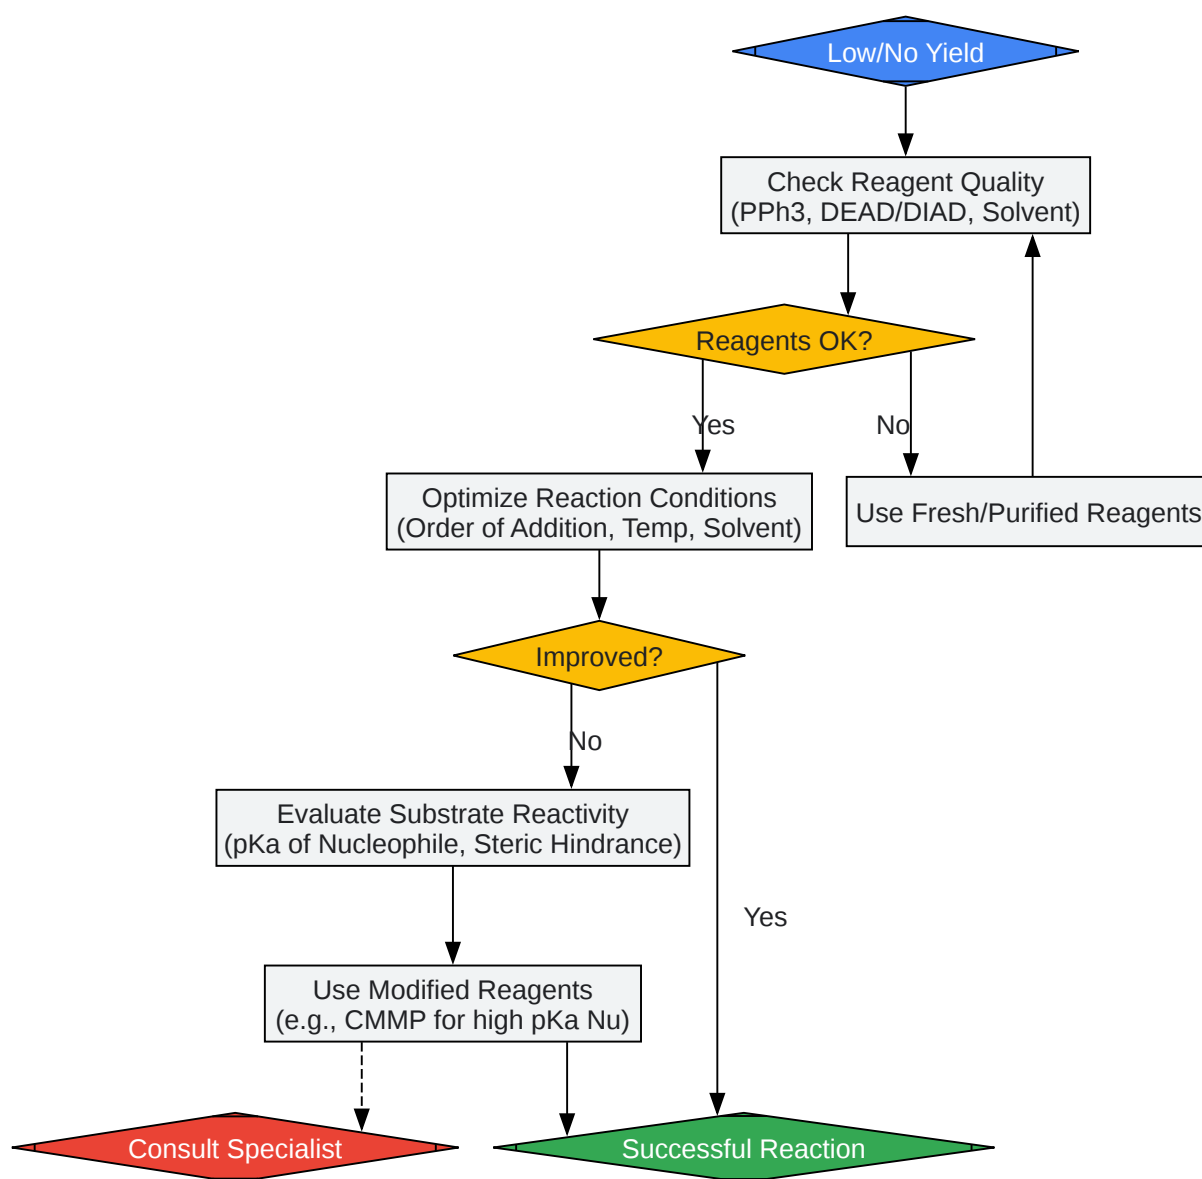 Low/No Yield
Check Reagent Quality
(PPh3, DEAD/DIAD, Solvent)
Reagents OK?
Yes
No
Optimize Reaction Conditions
(Order of Addition, Temp, Solvent)
Use Fresh/Purified Reagents
Improved?
No
Evaluate Substrate Reactivity
(pKa of Nucleophile, Steric Hindrance)
Yes
Use Modified Reagents
(e.g., CMMP for high pKa Nu)
Consult Specialist
Successful Reaction